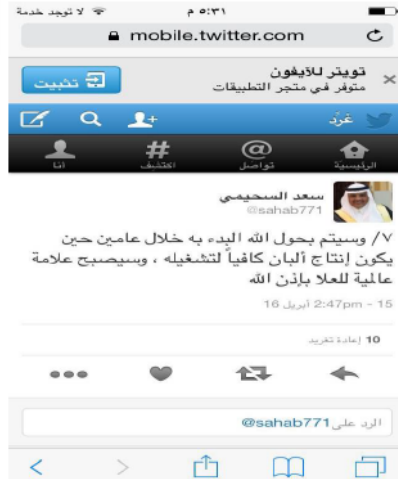 لا توجد خدمة ٥:٣١ م
mobile.twitter.com
تويتر للآيفون
متوفر في متجر التطبيقات
تثبيت
غرّد
الرئيسية تواصل اكتشف أنا
سعد السحيمي
@sahab771
٧/ وسيتم بحول الله البدء به خلال عامين حين
يكون إنتاج ألبان كافياً لتشغيله ، وسيصبح علامة
عالمية للعلا بإذن الله
2:47pm - 15 أبريل 16
10 إعادة تغريد
الرد على @sahab771